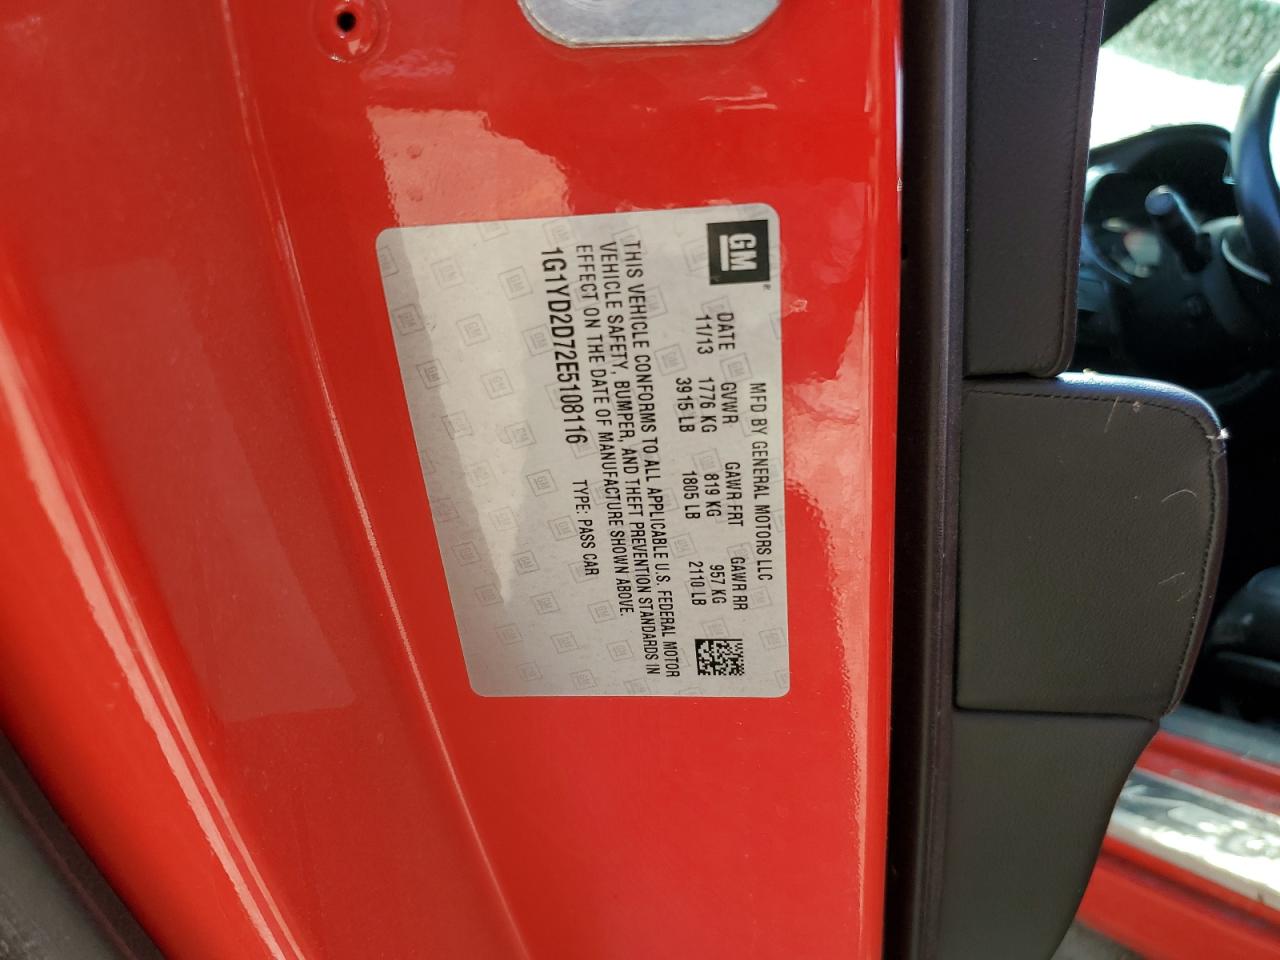 GM
MFD BY GENERAL MOTORS LLC
DATE GVWR GAWR FRT GAWR RR
11/13 1776 KG 819 KG 957 KG
3915 LB 1805 LB 2110 LB
THIS VEHICLE CONFORMS TO ALL APPLICABLE U.S. FEDERAL MOTOR
VEHICLE SAFETY, BUMPER, AND THEFT PREVENTION STANDARDS IN
EFFECT ON THE DATE OF MANUFACTURE SHOWN ABOVE.
1G1YD2D72E5108116 TYPE: PASS CAR